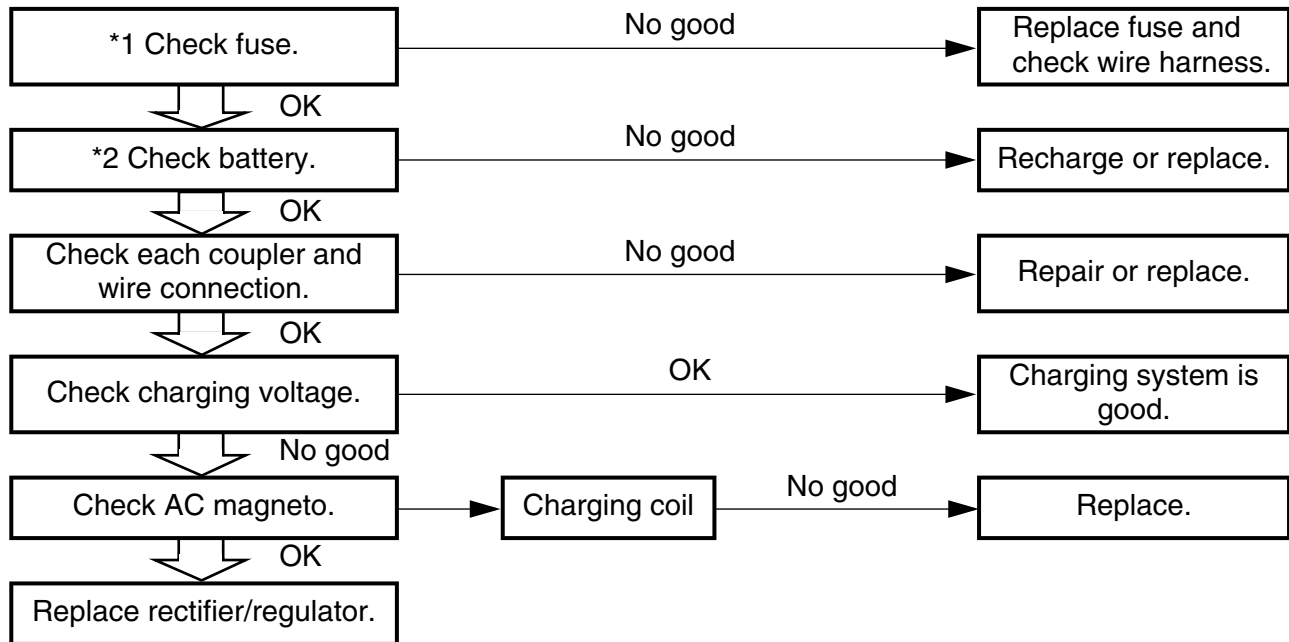 *1 Check fuse.
No good
Replace fuse and
check wire harness.
OK
*2 Check battery.
No good
Recharge or replace.
OK
Check each coupler and
wire connection.
No good
Repair or replace.
OK
Check charging voltage.
OK
Charging system is
good.
No good
Check AC magneto.
Charging coil
No good
Replace.
OK
Replace rectifier/regulator.